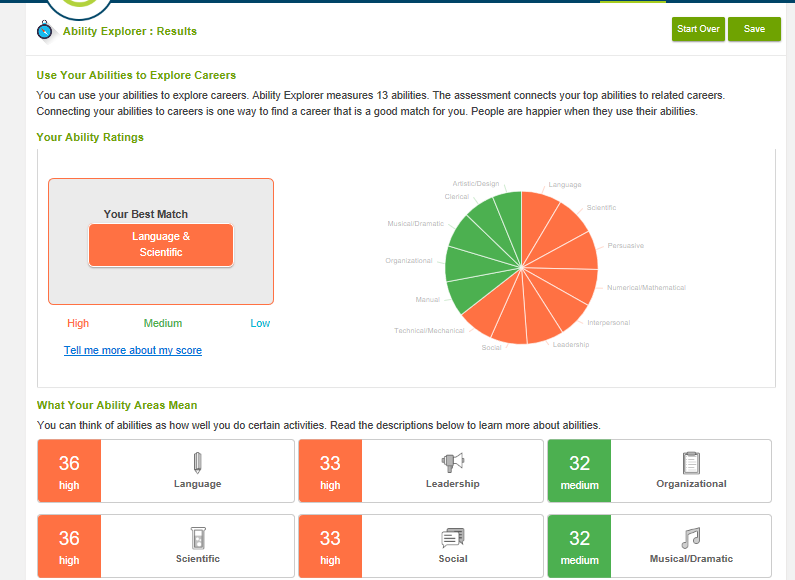 Ability Explorer : Results
Start Over
Save
Use Your Abilities to Explore Careers
You can use your abilities to explore careers. Ability Explorer measures 13 abilities. The assessment connects your top abilities to related careers.
Connecting your abilities to careers is one way to find a career that is a good match for you. People are happier when they use their abilities.
Your Ability Ratings
Your Best Match
Language &
Scientific
High
Medium
Low
Tell me more about my score
Artistic/Design
Language
Clerical
Scientific
Musical/Dramatic
Persuasive
Organizational
Numerical/Mathematical
Manual
Interpersonal
Technical/Mechanical
Leadership
Social
What Your Ability Areas Mean
You can think of abilities as how well you do certain activities. Read the descriptions below to learn more about abilities.
36
high
Language
33
high
Leadership
32
medium
Organizational
36
high
Scientific
33
high
Social
32
medium
Musical/Dramatic